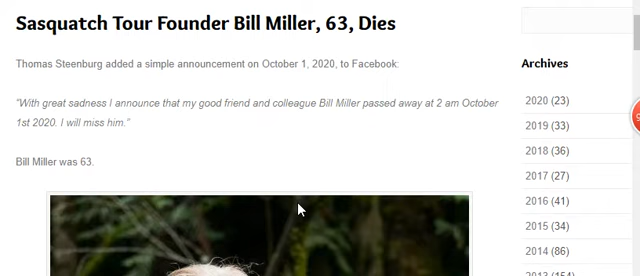 Sasquatch Tour Founder Bill Miller, 63, Dies
Thomas Steenburg added a simple announcement on October 1, 2020, to Facebook:
“With great sadness I announce that my good friend and colleague Bill Miller passed away at 2 am October
1st 2020. I will miss him.”
Bill Miller was 63.
Archives
2020 (23)
2019 (33)
2018 (36)
2017 (27)
2016 (41)
2015 (34)
2014 (86)
2013 (154)